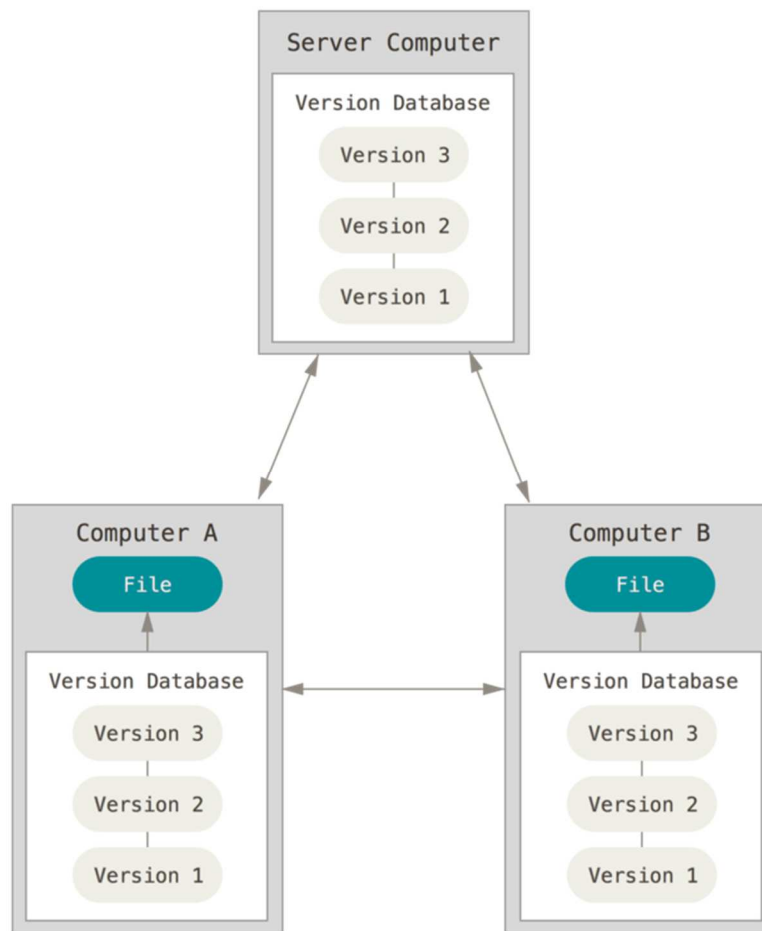 Server Computer
Version Database
Version 3
Version 2
Version 1
Computer A
File
Version Database
Version 3
Version 2
Version 1
Computer B
File
Version Database
Version 3
Version 2
Version 1